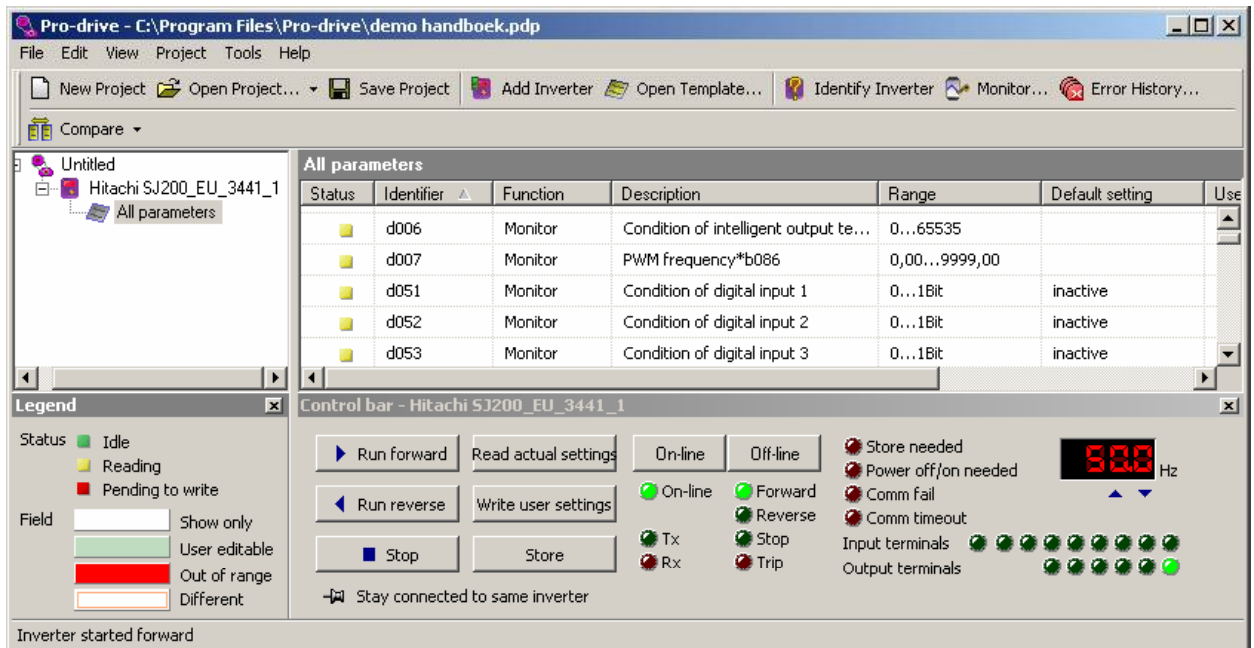 Pro-drive - C:\Program Files\Pro-drive\demo handboek.pdp
File Edit View Project Tools Help
New Project Open Project... Save Project Add Inverter Open Template... Identify Inverter Monitor... Error History...
Compare
Untitled
Hitachi SJ200_EU_3441_1
All parameters
All parameters
Status Identifier Function Description Range Default setting Use
d006 Monitor Condition of intelligent output te... 0...65535
d007 Monitor PWM frequency*b086 0,00...9999,00
d051 Monitor Condition of digital input 1 0...1Bit inactive
d052 Monitor Condition of digital input 2 0...1Bit inactive
d053 Monitor Condition of digital input 3 0...1Bit inactive
Legend
Status Idle
Reading
Pending to write
Field Show only
User editable
Out of range
Different
Control bar - Hitachi SJ200_EU_3441_1
Run forward Read actual settings On-line Off-line
Run reverse Write user settings On-line Forward
Reverse
Stop Store Tx Stop
Rx Trip
Stay connected to same inverter
Store needed
Power off/on needed
Comm fail
Comm timeout
Hz
Input terminals
Output terminals
Inverter started forward